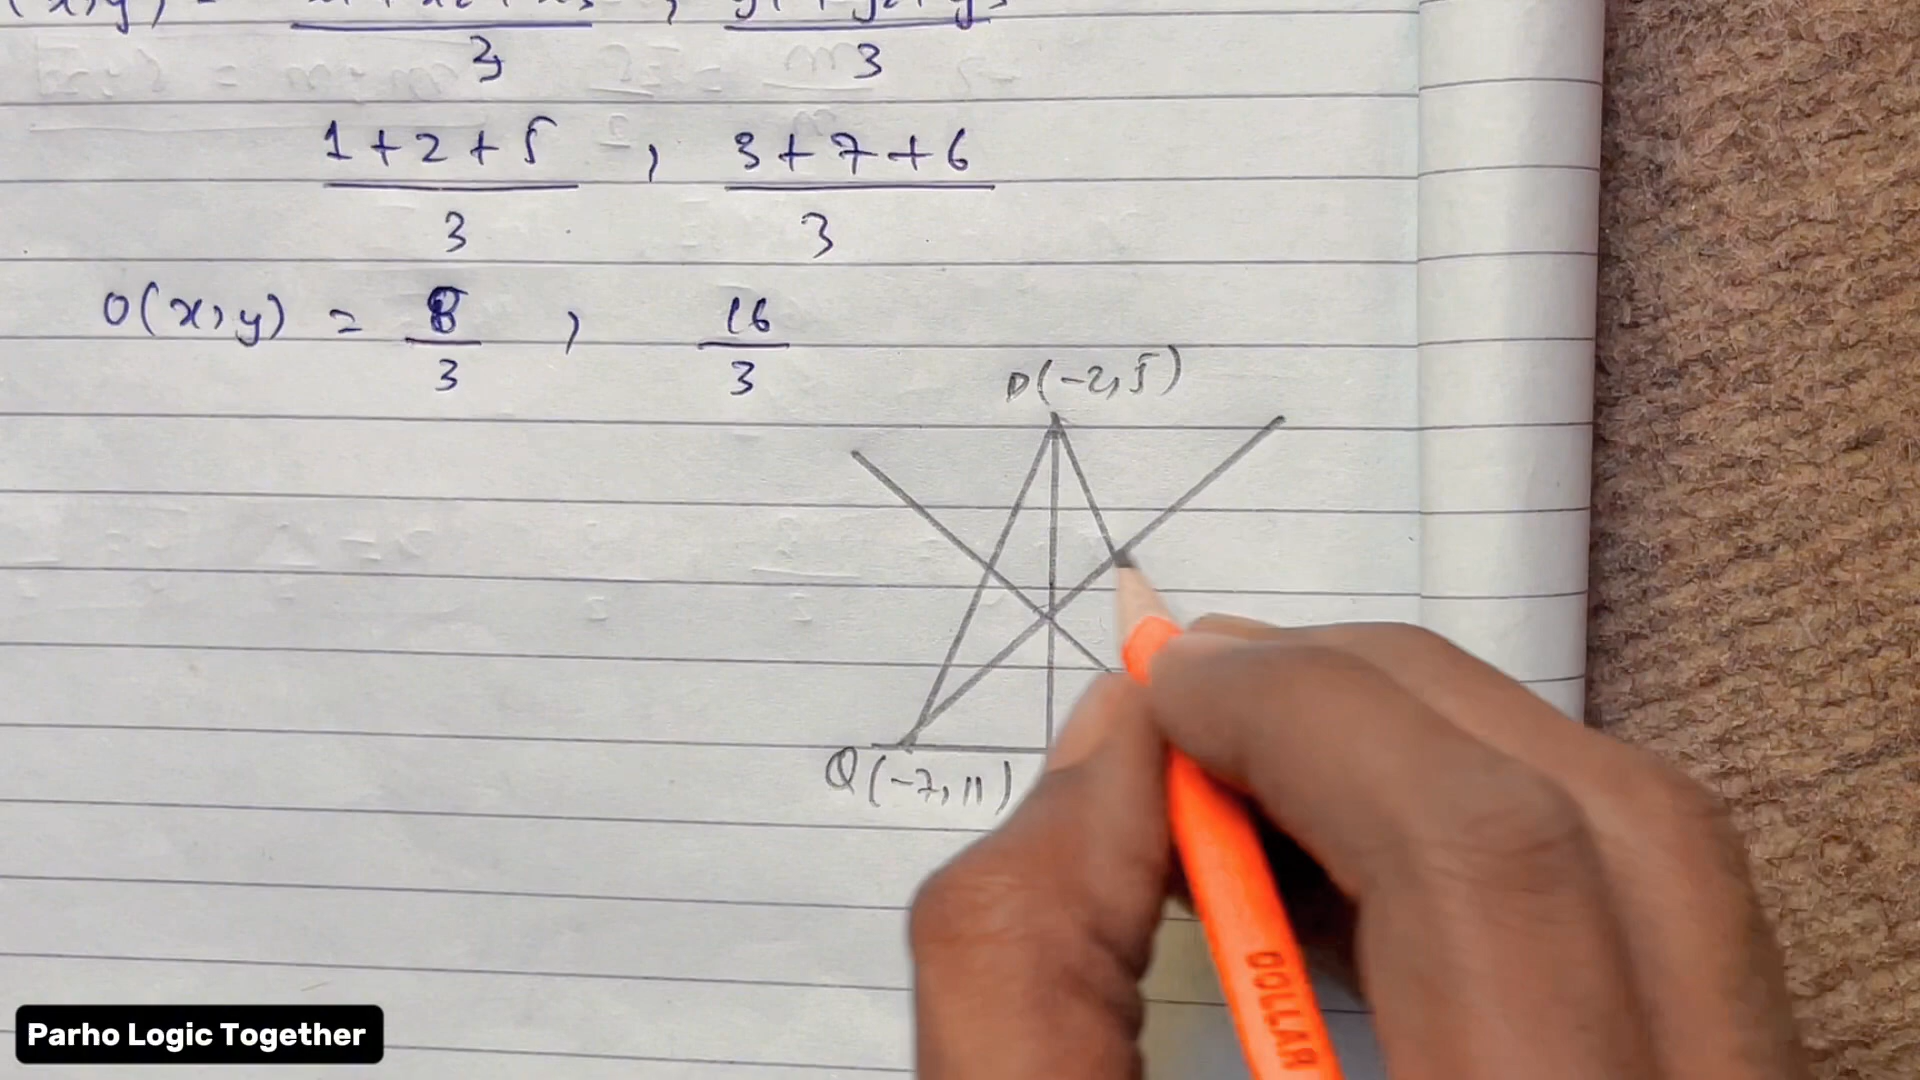 3 3
1+2+5 , 3+7+6
3 3
O(x,y) = 8 , 16
3 3
P(-2,5)
Q(-7,11)
DOLLAR
Parho Logic Together